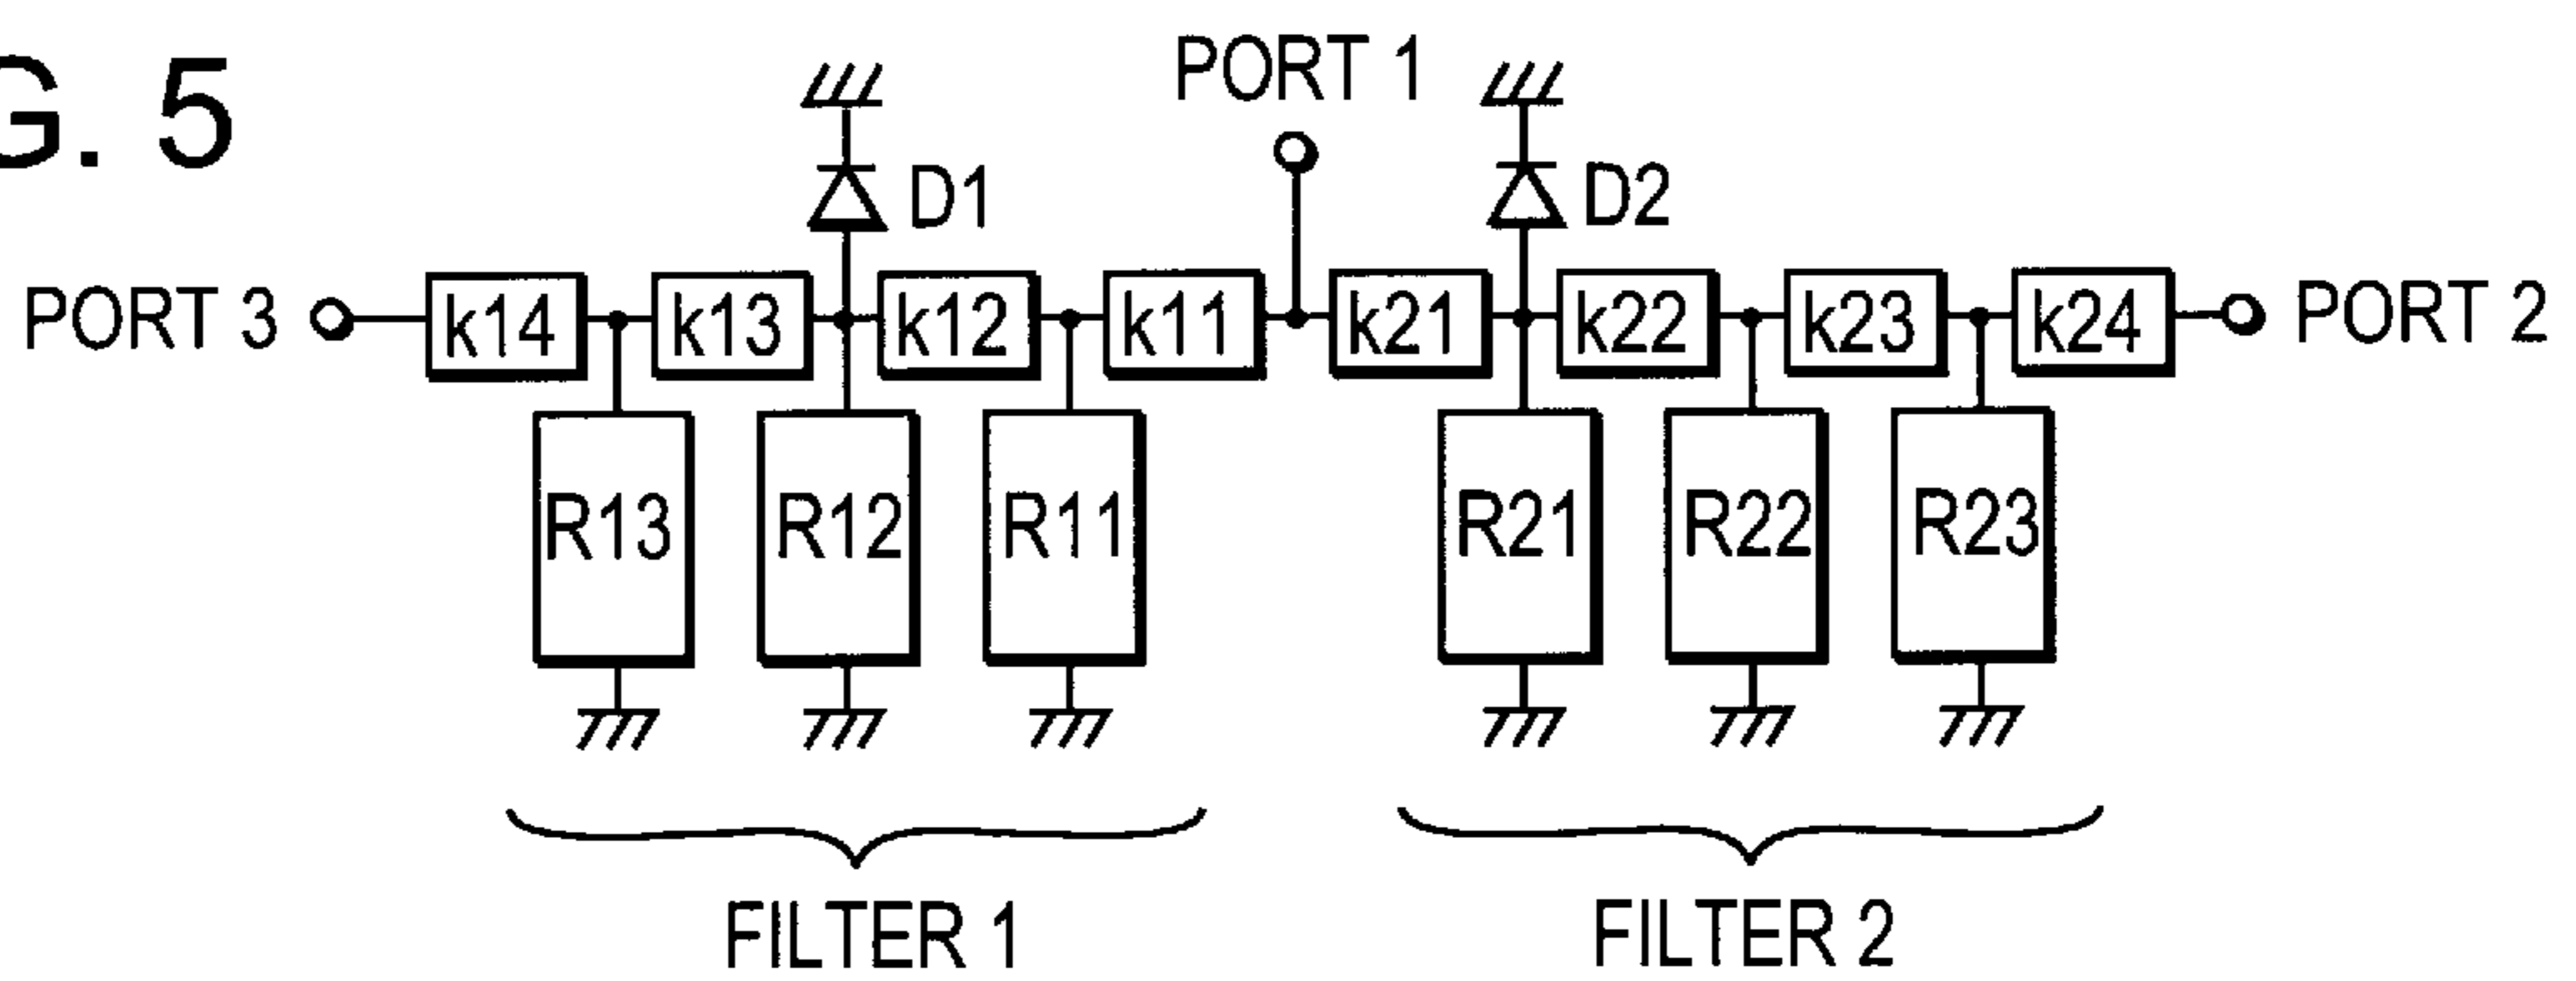 G. 5
PORT 1
D1
D2
PORT 3
k14
k13
k12
k11
k21
k22
k23
k24
PORT 2
R13
R12
R11
R21
R22
R23
FILTER 1
FILTER 2